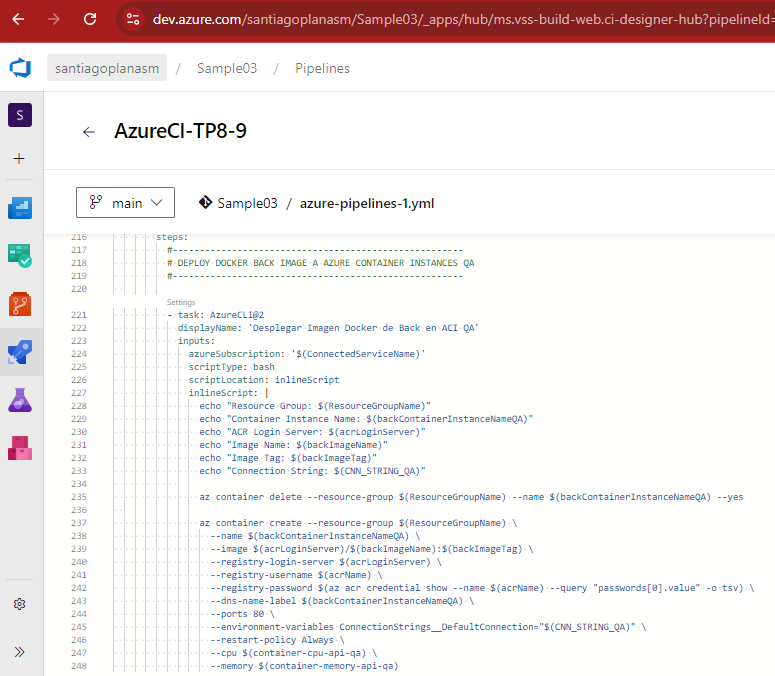 dev.azure.com/santiagoplanasm/Sample03/_apps/hub/ms.vss-build-web.ci-designer-hub?pipelineId=
santiagoplanasm / Sample03 / Pipelines
S
AzureCI-TP8-9
main Sample03 / azure-pipelines-1.yml
216 steps:
217 #----------------------------------------------------
218 # DEPLOY DOCKER BACK IMAGE A AZURE CONTAINER INSTANCES QA
219 #----------------------------------------------------
220
Settings
221 - task: AzureCLI@2
222 displayName: 'Desplegar Imagen Docker de Back en ACI QA'
223 inputs:
224 azureSubscription: '$(ConnectedServiceName)'
225 scriptType: bash
226 scriptLocation: inlineScript
227 inlineScript: |
228 echo "Resource Group: $(ResourceGroupName)"
229 echo "Container Instance Name: $(backContainerInstanceNameQA)"
230 echo "ACR Login Server: $(acrLoginServer)"
231 echo "Image Name: $(backImageName)"
232 echo "Image Tag: $(backImageTag)"
233 echo "Connection String: $(CNN_STRING_QA)"
234
235 az container delete --resource-group $(ResourceGroupName) --name $(backContainerInstanceNameQA) --yes
236
237 az container create --resource-group $(ResourceGroupName) \
238 --name $(backContainerInstanceNameQA) \
239 --image $(acrLoginServer)/$(backImageName):$(backImageTag) \
240 --registry-login-server $(acrLoginServer) \
241 --registry-username $(acrName) \
242 --registry-password $(az acr credential show --name $(acrName) --query "passwords[0].value" -o tsv) \
243 --dns-name-label $(backContainerInstanceNameQA) \
244 --ports 80 \
245 --environment-variables ConnectionStrings__DefaultConnection="$(CNN_STRING_QA)" \
246 --restart-policy Always \
247 --cpu $(container-cpu-api-qa) \
248 --memory $(container-memory-api-qa)